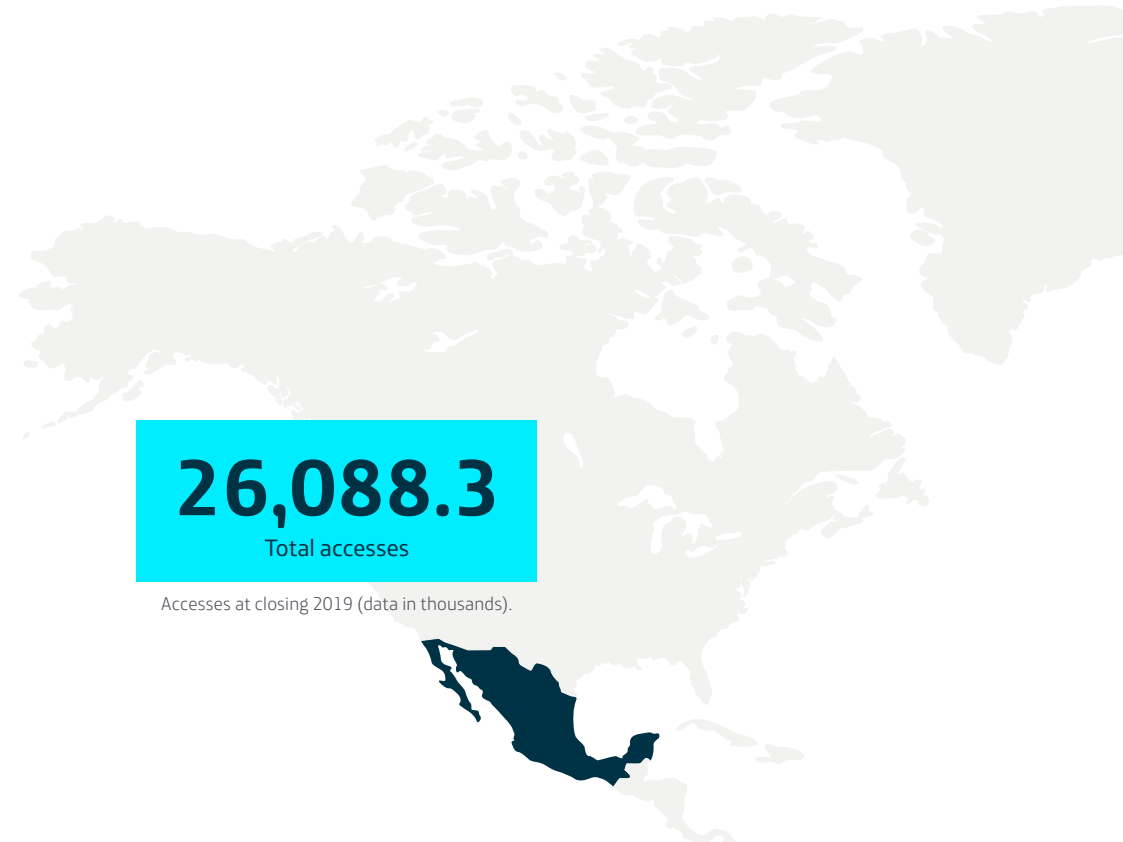 26,088.3
Total accesses
Accesses at closing 2019 (data in thousands).